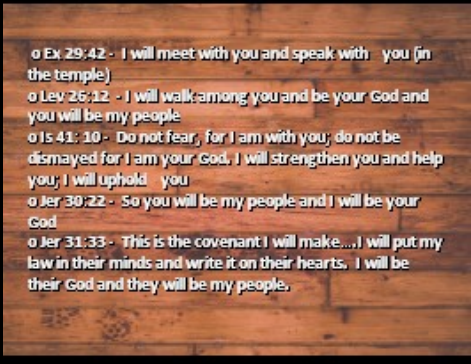 o Ex 29:42 - I will meet with you and speak with you (in
the temple)
o Lev 26:12 - I will walk among you and be your God and
you will be my people
o Is 41: 10 - Do not fear, for I am with you; do not be
dismayed for I am your God. I will strengthen you and help
you; I will uphold you
o Jer 30:22 - So you will be my people and I will be your
God
o Jer 31:33 - This is the covenant I will make....I will put my
law in their minds and write it on their hearts. I will be
their God and they will be my people.